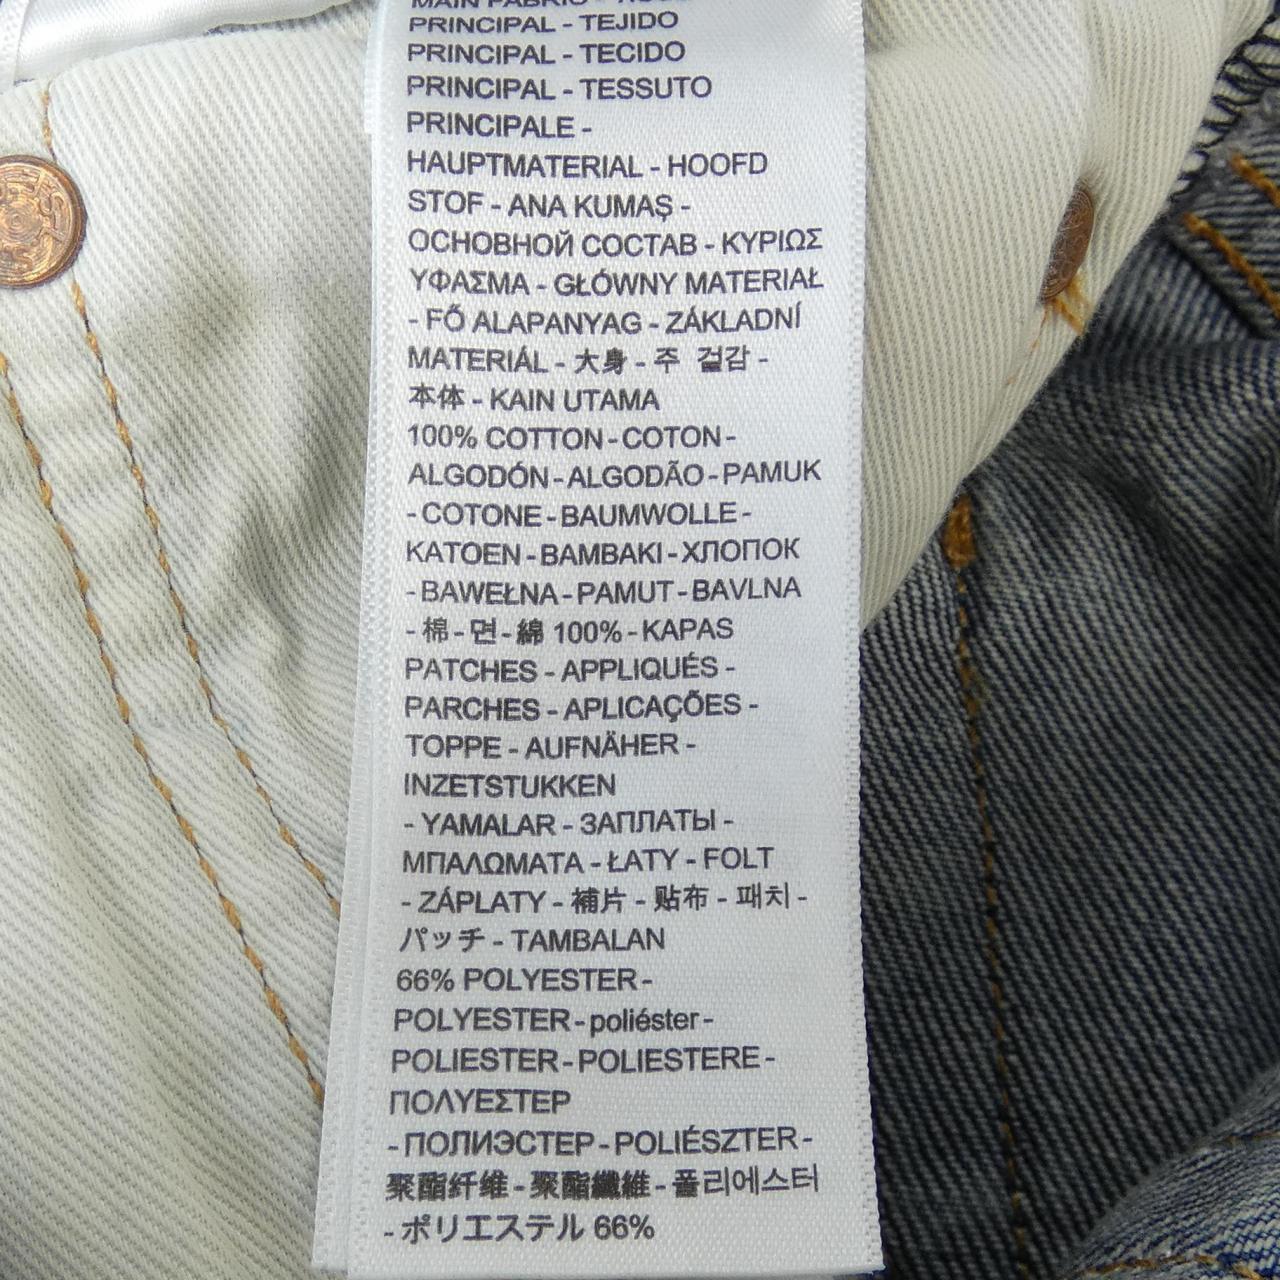 MAIN FABRIC -
PRINCIPAL - TEJIDO
PRINCIPAL - TECIDO
PRINCIPAL - TESSUTO
PRINCIPALE -
HAUPTMATERIAL - HOOFD
STOF - ANA KUMAŞ -
ОСНОВНОЙ СОСТАВ - ΚΥΡΙΩΣ
ΥΦΑΣΜΑ - GŁÓWNY MATERIAŁ
- FŐ ALAPANYAG - ZÁKLADNÍ
MATERIÁL - 大身 - 주 겉감 -
本体 - KAIN UTAMA
100% COTTON - COTON -
ALGODÓN - ALGODÃO - PAMUK
- COTONE - BAUMWOLLE -
KATOEN - BAMBAKI - ХЛОПОК
- BAWEŁNA - PAMUT - BAVLNA
- 棉 - 면 - 綿 100% - KAPAS
PATCHES - APPLIQUÉS -
PARCHES - APLICAÇÕES -
TOPPE - AUFNÄHER -
INZETSTUKKEN
- YAMALAR - ЗАПЛАТЫ -
ΜΠΑΛΩΜΑΤΑ - ŁATY - FOLT
- ZÁPLATY - 補片 - 贴布 - 패치 -
パッチ - TAMBALAN
66% POLYESTER -
POLYESTER - poliéster -
POLIESTER - POLIESTERE -
ΠΟΛΥΕΣΤΕΡ
- ПОЛИЭСТЕР - POLIÉSZTER -
聚酯纤维 - 聚酯纖維 - 폴리에스터
- ポリエステル 66%